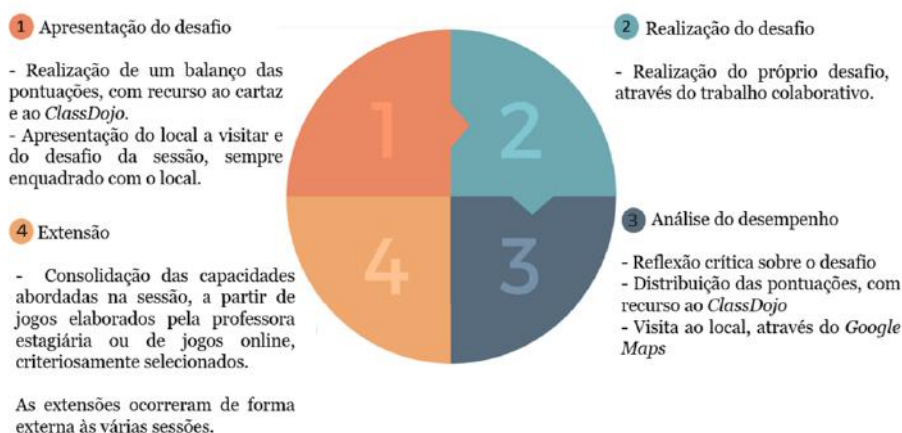 1 Apresentação do desafio
- Realização de um balanço das
pontuações, com recurso ao cartaz
e ao ClassDojo.
- Apresentação do local a visitar e
do desafio da sessão, sempre
enquadrado com o local.
2 Realização do desafio
- Realização do próprio desafio,
através do trabalho colaborativo.
1
2
4
3
3 Análise do desempenho
- Reflexão crítica sobre o desafio
- Distribuição das pontuações, com
recurso ao ClassDojo
- Visita ao local, através do Google
Maps
4 Extensão
- Consolidação das capacidades
abordadas na sessão, a partir de
jogos elaborados pela professora
estagiária ou de jogos online,
criteriosamente selecionados.
As extensões ocorreram de forma
externa às várias sessões.